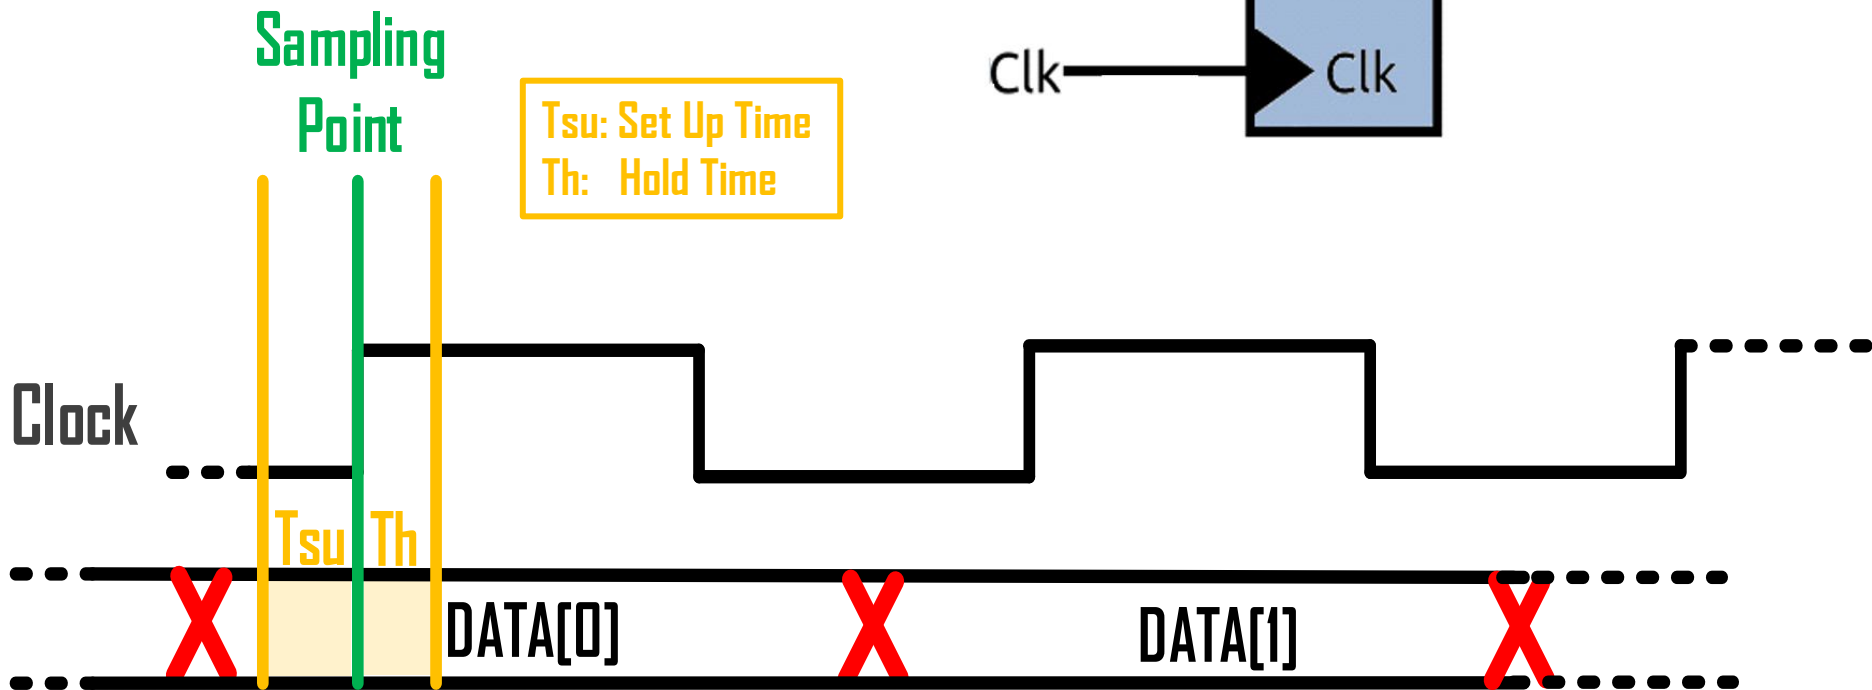 Sampling
Point
Clk
Clk
Tsu: Set Up Time
Th: Hold Time
Clock
Tsu
Th
DATA[0]
DATA[1]